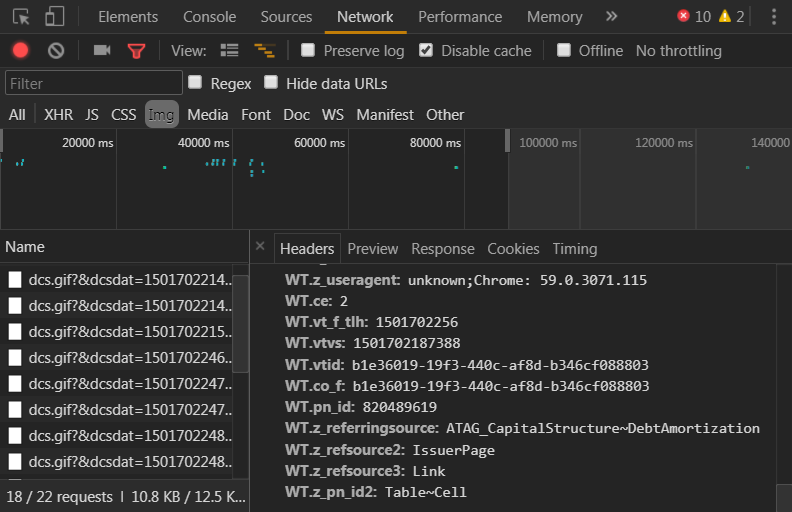 Elements Console Sources Network Performance Memory » 10 2
View: Preserve log Disable cache Offline No throttling
Filter Regex Hide data URLs
All XHR JS CSS Img Media Font Doc WS Manifest Other
20000 ms 40000 ms 60000 ms 80000 ms 100000 ms 120000 ms 140000
Name
× Headers Preview Response Cookies Timing
dcs.gif?&dcsdat=1501702214...
dcs.gif?&dcsdat=1501702214...
dcs.gif?&dcsdat=1501702215...
dcs.gif?&dcsdat=1501702246...
dcs.gif?&dcsdat=1501702247...
dcs.gif?&dcsdat=1501702247...
dcs.gif?&dcsdat=1501702248...
dcs.gif?&dcsdat=1501702248...
18 / 22 requests | 10.8 KB / 12.5 K...
WT.z_useragent: unknown;Chrome: 59.0.3071.115
WT.ce: 2
WT.vt_f_tlh: 1501702256
WT.vtvs: 1501702187388
WT.vtid: b1e36019-19f3-440c-af8d-b346cf088803
WT.co_f: b1e36019-19f3-440c-af8d-b346cf088803
WT.pn_id: 820489619
WT.z_referringsource: ATAG_CapitalStructure~DebtAmortization
WT.z_refsource2: IssuerPage
WT.z_refsource3: Link
WT.z_pn_id2: Table~Cell